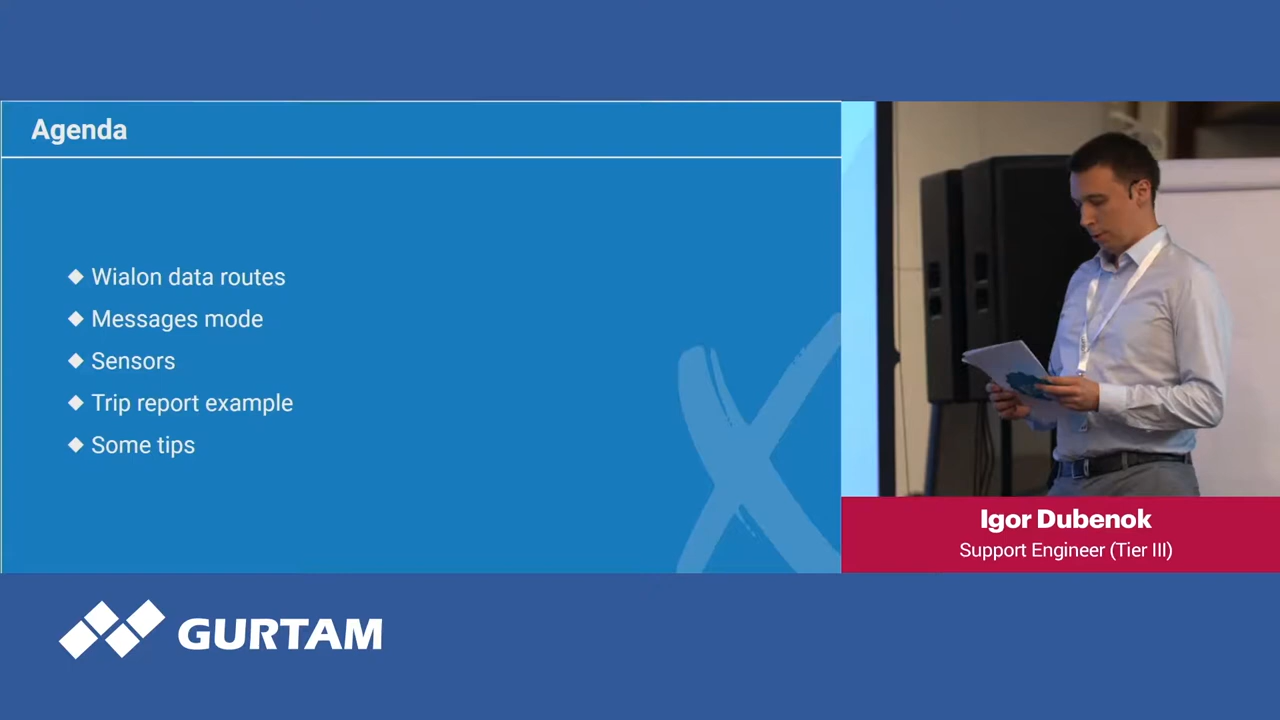 Agenda
Wialon data routes
Messages mode
Sensors
Trip report example
Some tips
Igor Dubenok
Support Engineer (Tier III)
GURTAM